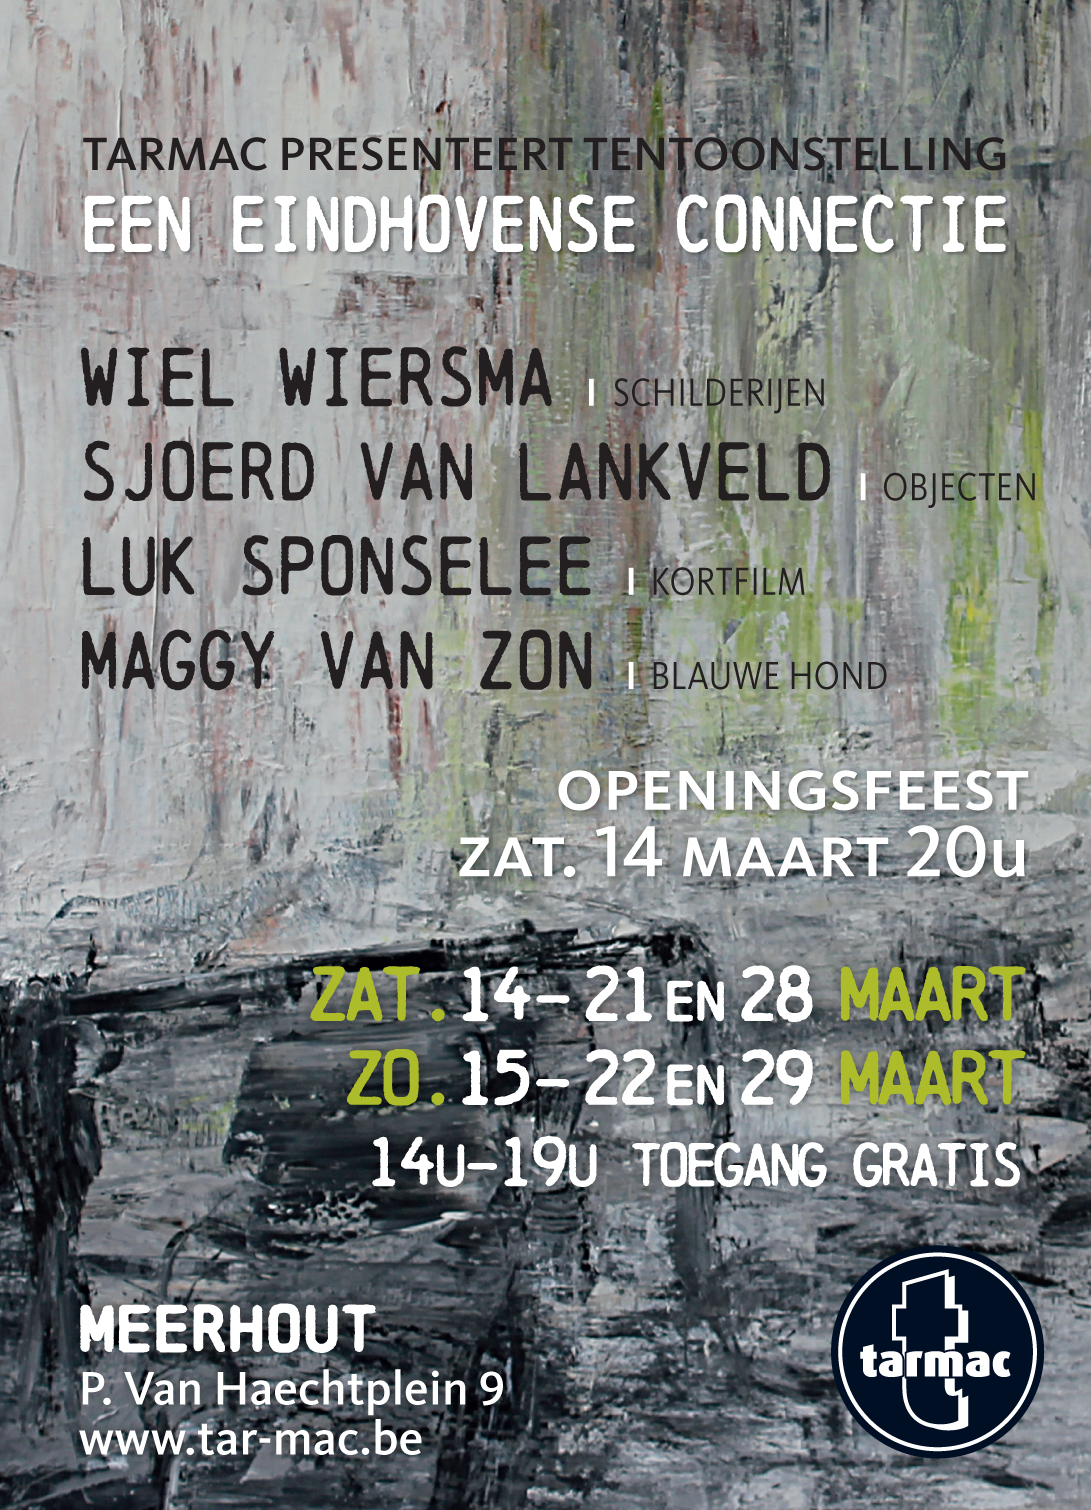 TARMAC PRESENTEERT TENTOONSTELLING
EEN EINDHOVENSE CONNECTIE
WIEL WIERSMA I SCHILDERIJEN
SJOERD VAN LANKVELD I OBJECTEN
LUK SPONSELEE I KORTFILM
MAGGY VAN ZON I BLAUWE HOND
OPENINGSFEEST
ZAT. 14 MAART 20u
ZAT. 14- 21 EN 28 MAART
ZO. 15- 22 EN 29 MAART
14U-19U TOEGANG GRATIS
MEERHOUT
P. Van Haechtplein 9
www.tar-mac.be
t
tarmac